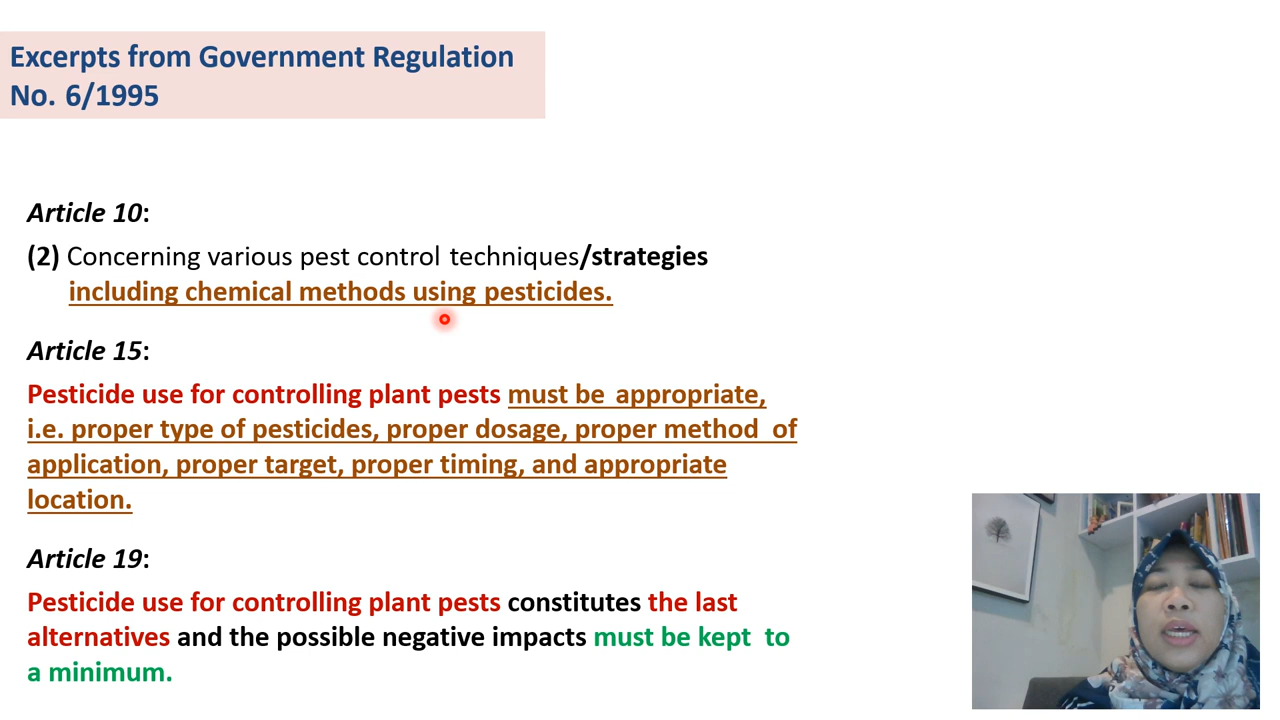 Excerpts from Government Regulation
No. 6/1995
Article 10:
(2) Concerning various pest control techniques/strategies
including chemical methods using pesticides.
Article 15:
Pesticide use for controlling plant pests must be appropriate,
i.e. proper type of pesticides, proper dosage, proper method of
application, proper target, proper timing, and appropriate
location.
Article 19:
Pesticide use for controlling plant pests constitutes the last
alternatives and the possible negative impacts must be kept to
a minimum.